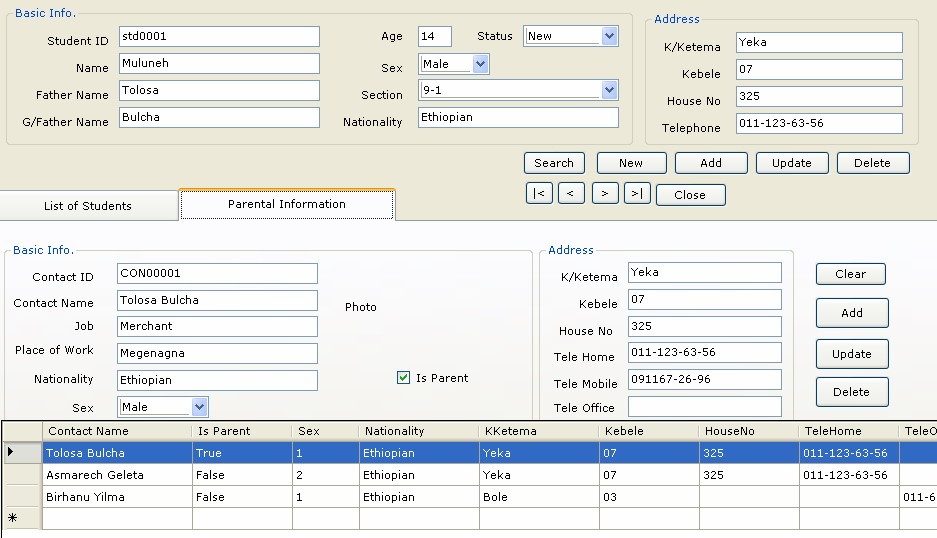 Basic Info.
Student ID std0001 Age 14 Status New
Name Muluneh Sex Male
Father Name Tolosa Section 9-1
G/Father Name Bulcha Nationality Ethiopian
Address
K/Ketema Yeka
Kebele 07
House No 325
Telephone 011-123-63-56
Search New Add Update Delete
|< < > >| Close
List of Students Parental Information
Basic Info.
Contact ID CON00001
Contact Name Tolosa Bulcha
Photo
Job Merchant
Place of Work Megenagna
Nationality Ethiopian
Is Parent
Sex Male
Address
K/Ketema Yeka
Kebele 07
House No 325
Tele Home 011-123-63-56
Tele Mobile 091167-26-96
Tele Office
Clear
Add
Update
Delete
Contact Name Is Parent Sex Nationality KKetema Kebele HouseNo TeleHome TeleO
Tolosa Bulcha True 1 Ethiopian Yeka 07 325 011-123-63-56
Asmarech Geleta False 2 Ethiopian Yeka 07 325 011-123-63-56
Birhanu Yilma False 1 Ethiopian Bole 03 011-6